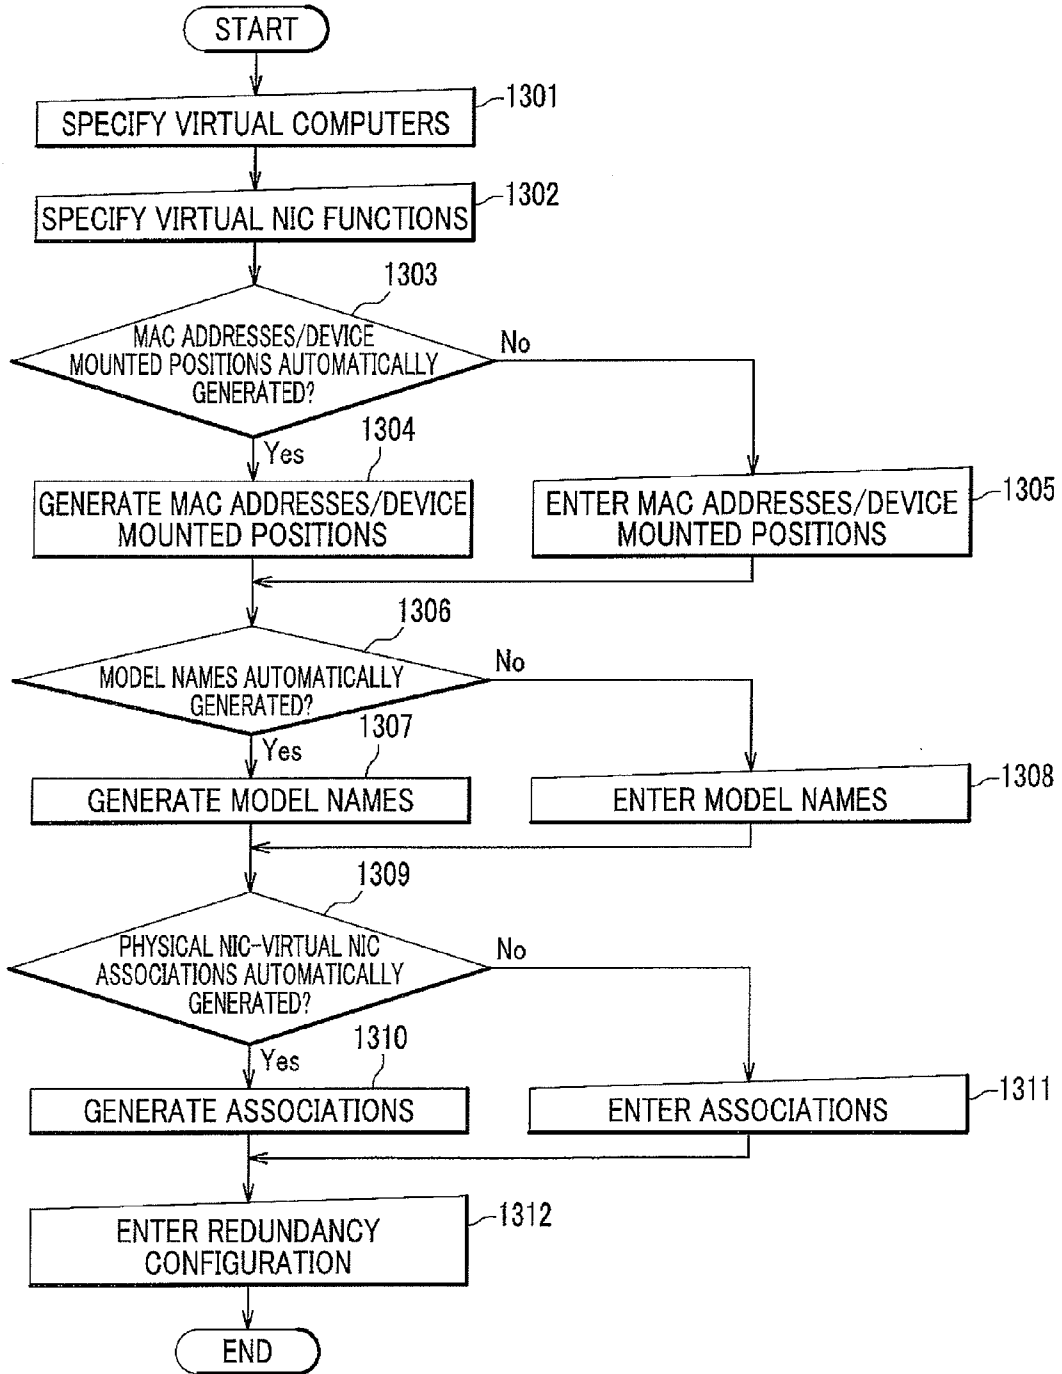 START
1301
SPECIFY VIRTUAL COMPUTERS
1302
SPECIFY VIRTUAL NIC FUNCTIONS
1303
MAC ADDRESSES/DEVICE
MOUNTED POSITIONS AUTOMATICALLY
GENERATED?
No
Yes
1304
GENERATE MAC ADDRESSES/DEVICE
MOUNTED POSITIONS
1305
ENTER MAC ADDRESSES/DEVICE
MOUNTED POSITIONS
1306
MODEL NAMES AUTOMATICALLY
GENERATED?
No
Yes
1307
GENERATE MODEL NAMES
1308
ENTER MODEL NAMES
1309
PHYSICAL NIC-VIRTUAL NIC
ASSOCIATIONS AUTOMATICALLY
GENERATED?
No
Yes
1310
GENERATE ASSOCIATIONS
1311
ENTER ASSOCIATIONS
1312
ENTER REDUNDANCY
CONFIGURATION
END